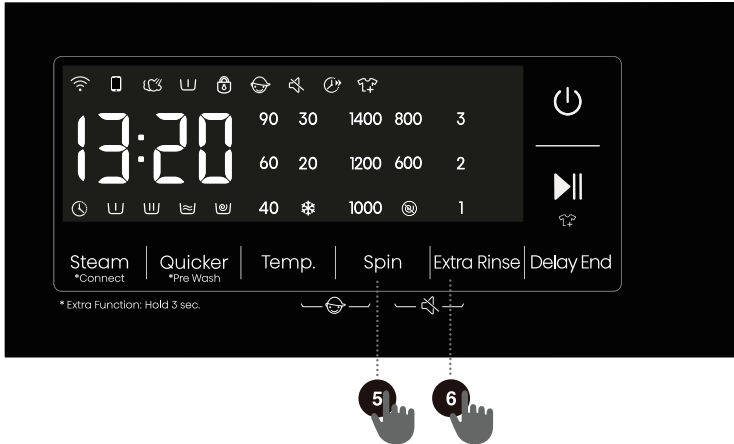 13:20
90 30 1400 800 3
60 20 1200 600 2
40 1000 1
Steam Quicker Temp. Spin Extra Rinse Delay End
*Connect *Pre Wash
* Extra Function: Hold 3 sec.
5 6